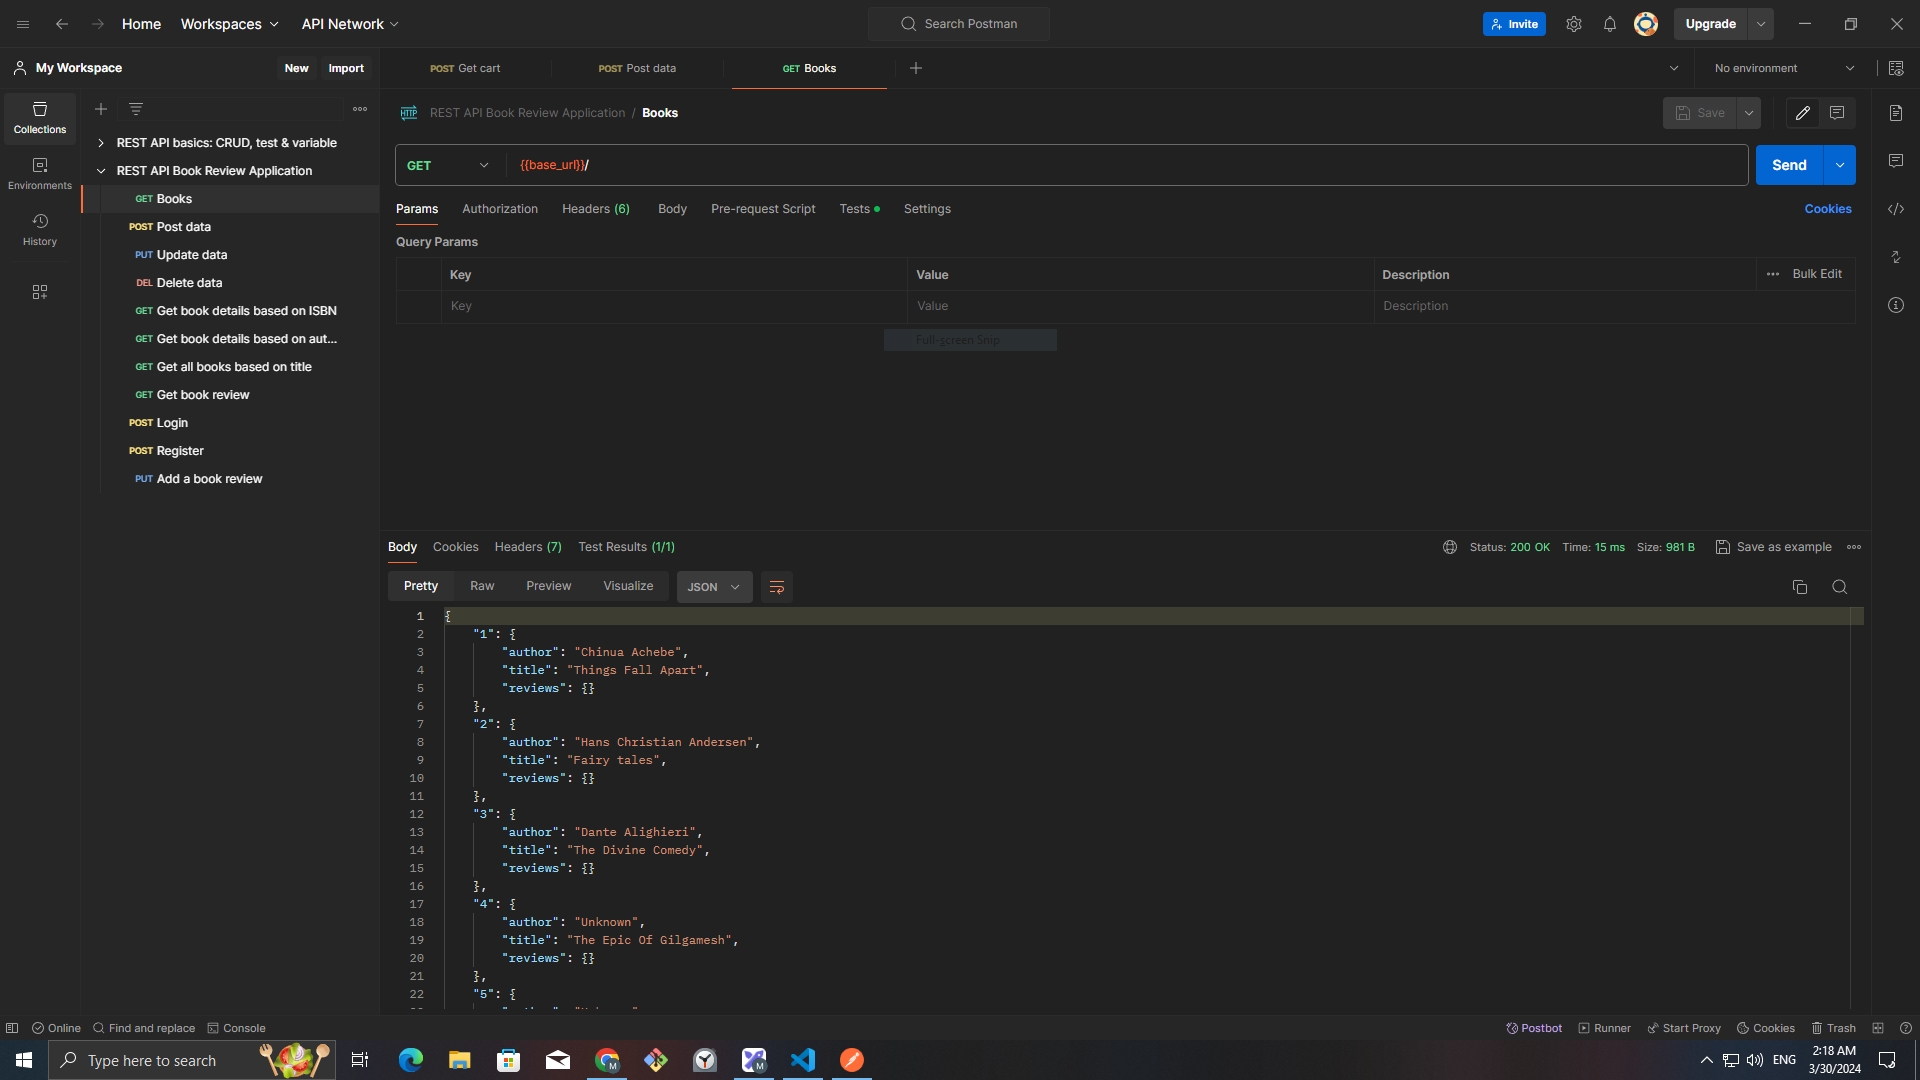 Home Workspaces API Network Search Postman Invite Upgrade
My Workspace New Import POST Get cart POST Post data GET Books No environment
Collections
Environments
History
REST API basics: CRUD, test & variable
REST API Book Review Application
GET Books
POST Post data
PUT Update data
DEL Delete data
GET Get book details based on ISBN
GET Get book details based on aut...
GET Get all books based on title
GET Get book review
POST Login
POST Register
PUT Add a book review
HTTP REST API Book Review Application / Books Save
GET {{base_url}}/ Send
Params Authorization Headers (6) Body Pre-request Script Tests Settings Cookies
Query Params
Key Value Description Bulk Edit
Key Value Description
Full-screen Snip
Body Cookies Headers (7) Test Results (1/1) Status: 200 OK Time: 15 ms Size: 981 B Save as example
Pretty Raw Preview Visualize JSON
1 {
2 "1": {
3 "author": "Chinua Achebe",
4 "title": "Things Fall Apart",
5 "reviews": {}
6 },
7 "2": {
8 "author": "Hans Christian Andersen",
9 "title": "Fairy tales",
10 "reviews": {}
11 },
12 "3": {
13 "author": "Dante Alighieri",
14 "title": "The Divine Comedy",
15 "reviews": {}
16 },
17 "4": {
18 "author": "Unknown",
19 "title": "The Epic Of Gilgamesh",
20 "reviews": {}
21 },
22 "5": {
Online Find and replace Console Postbot Runner Start Proxy Cookies Trash
Type here to search ENG 2:18 AM
3/30/2024